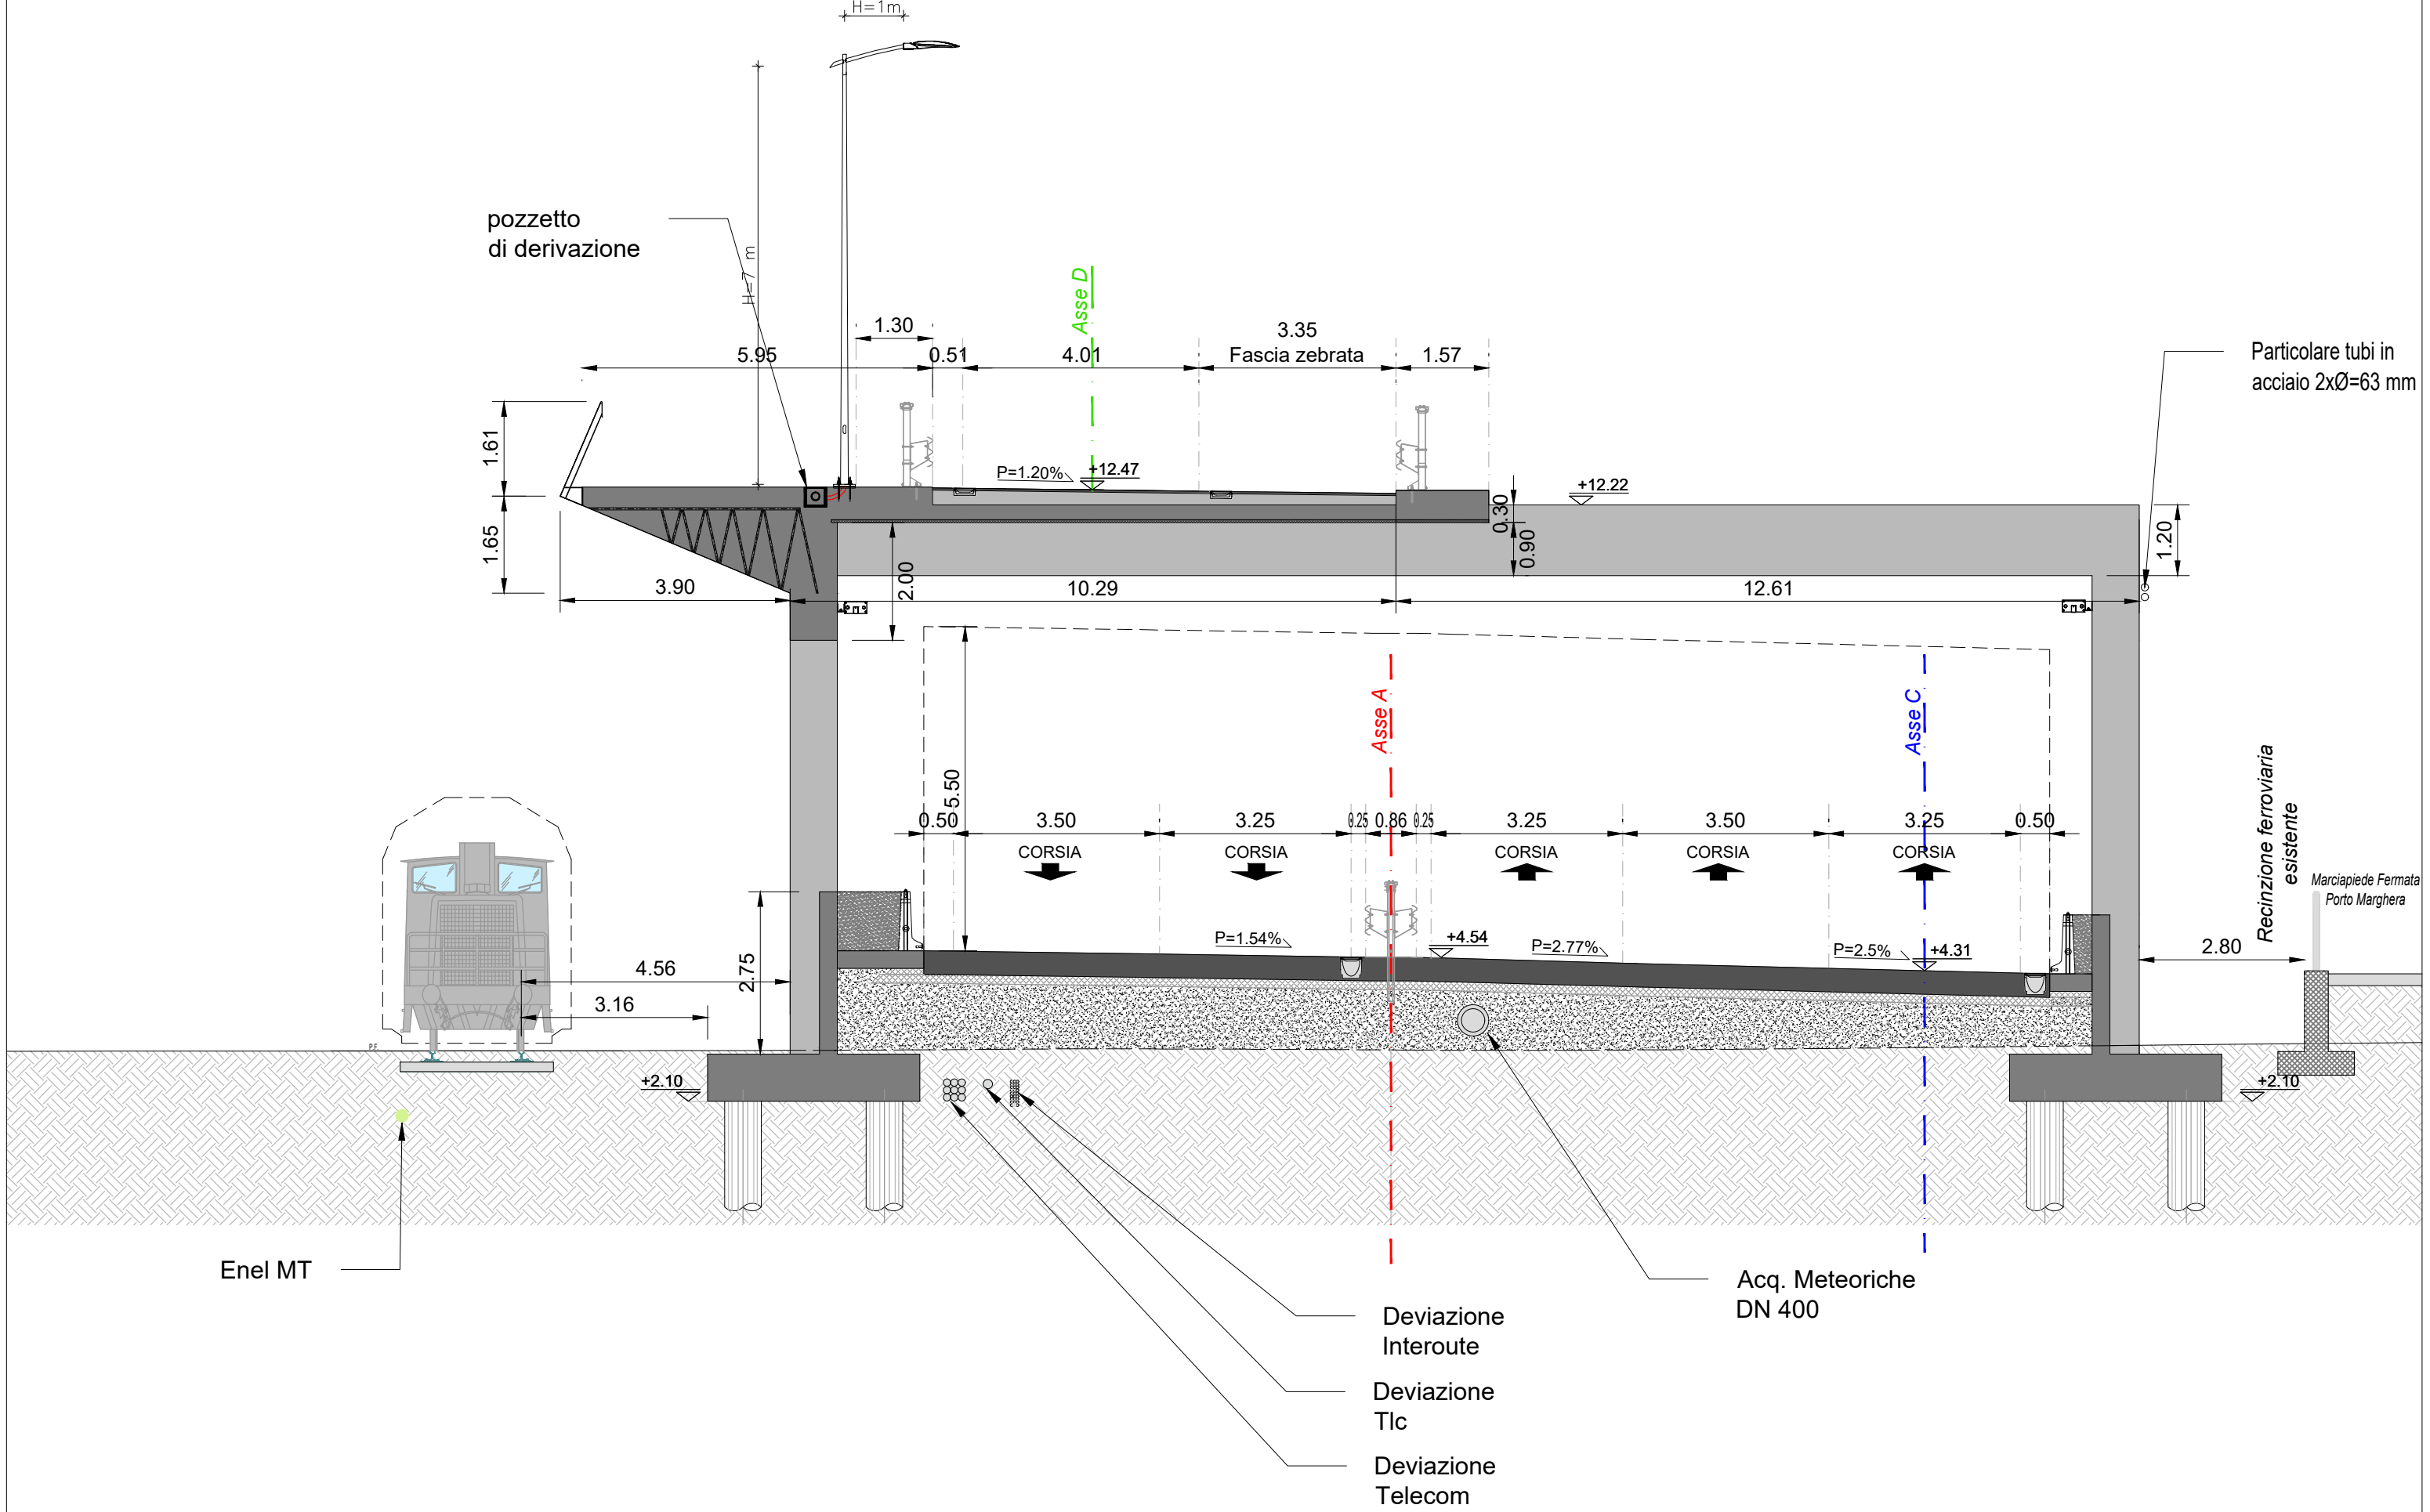 H=1m
pozzetto
di derivazione
H=7 m
Asse D
1.30
3.35
5.95
0.51
4.01
Fascia zebrata
1.57
Particolare tubi in
acciaio 2xØ=63 mm
1.61
P=1.20%
+12.47
+12.22
0.30
1.65
0.90
1.20
2.00
3.90
10.29
12.61
Asse A
Asse C
5.50
Recinzione ferroviaria
esistente
0.50
3.50
3.25
0.25
0.86
0.25
3.25
3.50
3.25
0.50
CORSIA
CORSIA
CORSIA
CORSIA
CORSIA
Marciapiede Fermata
Porto Marghera
P=1.54%
+4.54
P=2.77%
P=2.5%
+4.31
2.80
4.56
2.75
3.16
P.F.
+2.10
+2.10
Enel MT
Acq. Meteoriche
DN 400
Deviazione
Interoute
Deviazione
Tlc
Deviazione
Telecom